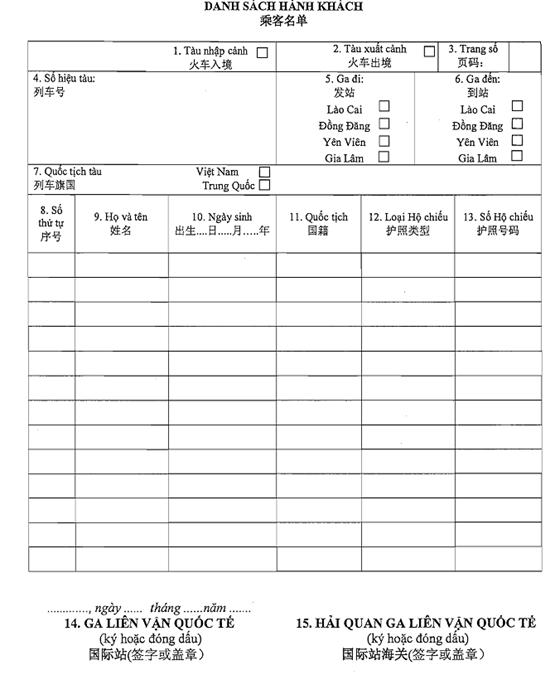 DANH SÁCH HÀNH KHÁCH
乘客名单
1. Tàu nhập cảnh
火车入境
2. Tàu xuất cảnh
火车出境
3. Trang số
页码:
4. Số hiệu tàu:
列车号
5. Ga đi:
发站
Lào Cai
Đồng Đăng
Yên Viên
Gia Lâm
6. Ga đến:
到站
Lào Cai
Đồng Đăng
Yên Viên
Gia Lâm
7. Quốc tịch tàu
列车旗国
Việt Nam
Trung Quốc
8. Số
thứ tự
序号
9. Họ và tên
姓名
10. Ngày sinh
出生....日.....月.....年
11. Quốc tịch
国籍
12. Loại Hộ chiếu
护照类型
13. Số Hộ chiếu
护照号码
............., ngày ...... tháng ......năm .......
14. GA LIÊN VẬN QUỐC TẾ
(ký hoặc đóng dấu)
国际站(签字或盖章)
15. HẢI QUAN GA LIÊN VẬN QUỐC TẾ
(ký hoặc đóng dấu)
国际站海关(签字或盖章)